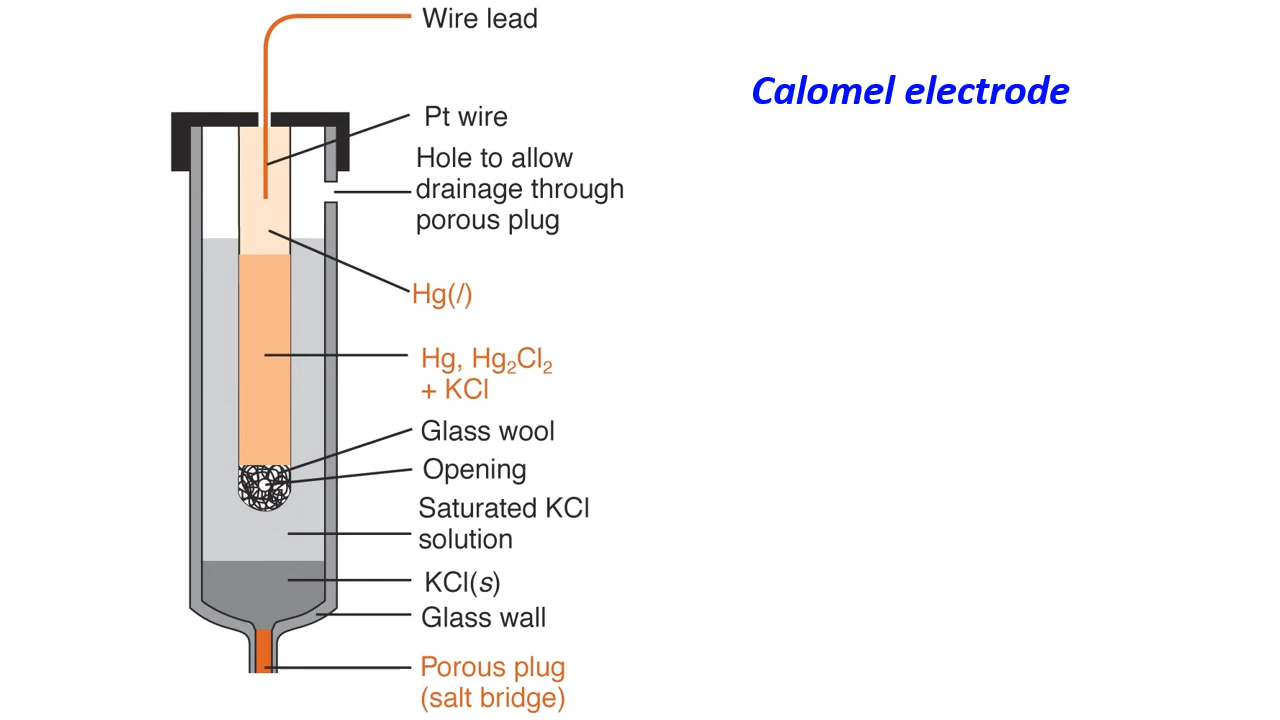 Wire lead
Calomel electrode
Pt wire
Hole to allow
drainage through
porous plug
Hg(l)
Hg, Hg₂Cl₂
+ KCl
Glass wool
Opening
Saturated KCl
solution
KCl(s)
Glass wall
Porous plug
(salt bridge)